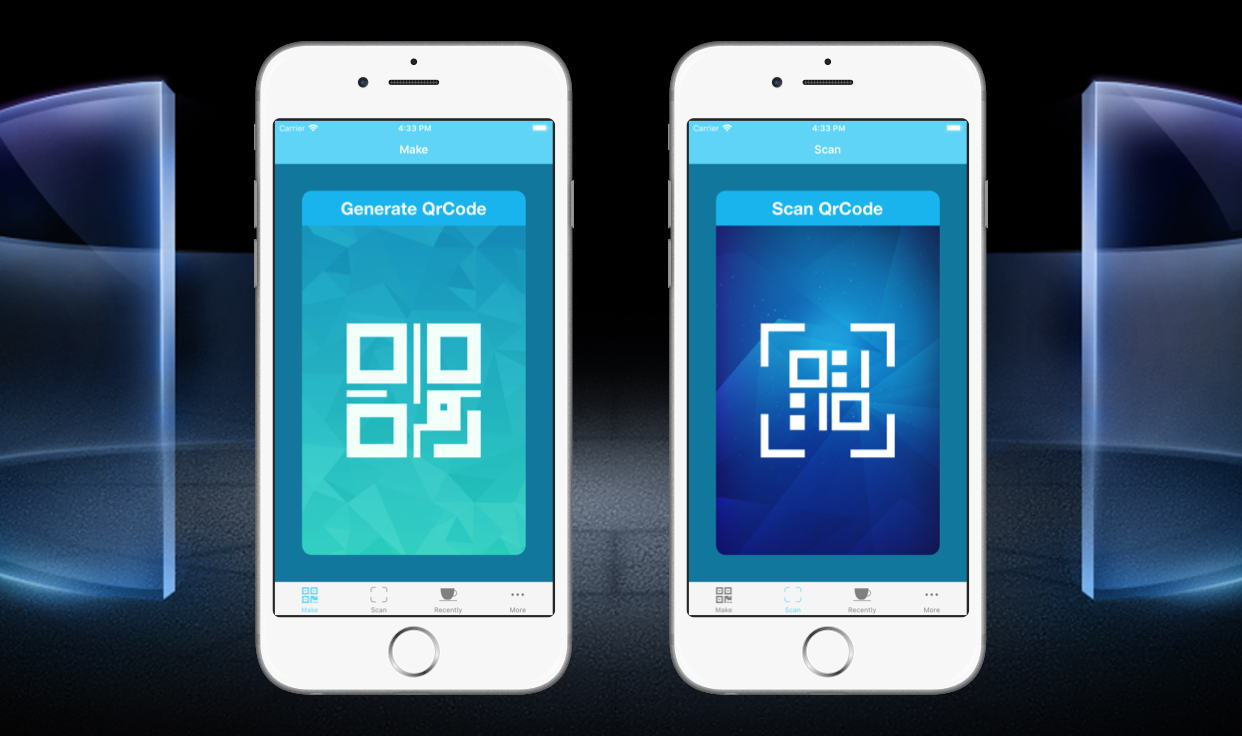 Carrier 4:33 PM
Make
Generate QrCode
Make Scan Recently More
Carrier 4:33 PM
Scan
Scan QrCode
Make Scan Recently More